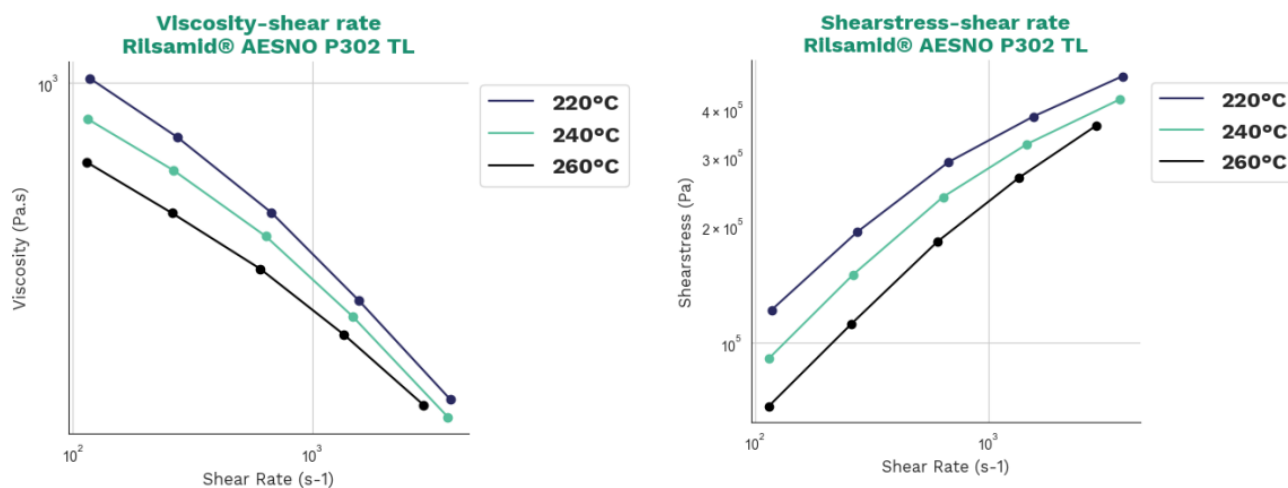 Viscosity-shear rate
Rilsamid® AESNO P302 TL
10³
220°C
240°C
260°C
Viscosity (Pa.s)
10²
10³
Shear Rate (s-1)
Shearstress-shear rate
Rilsamid® AESNO P302 TL
4 × 10⁵
3 × 10⁵
2 × 10⁵
10⁵
220°C
240°C
260°C
Shearstress (Pa)
10²
10³
Shear Rate (s-1)